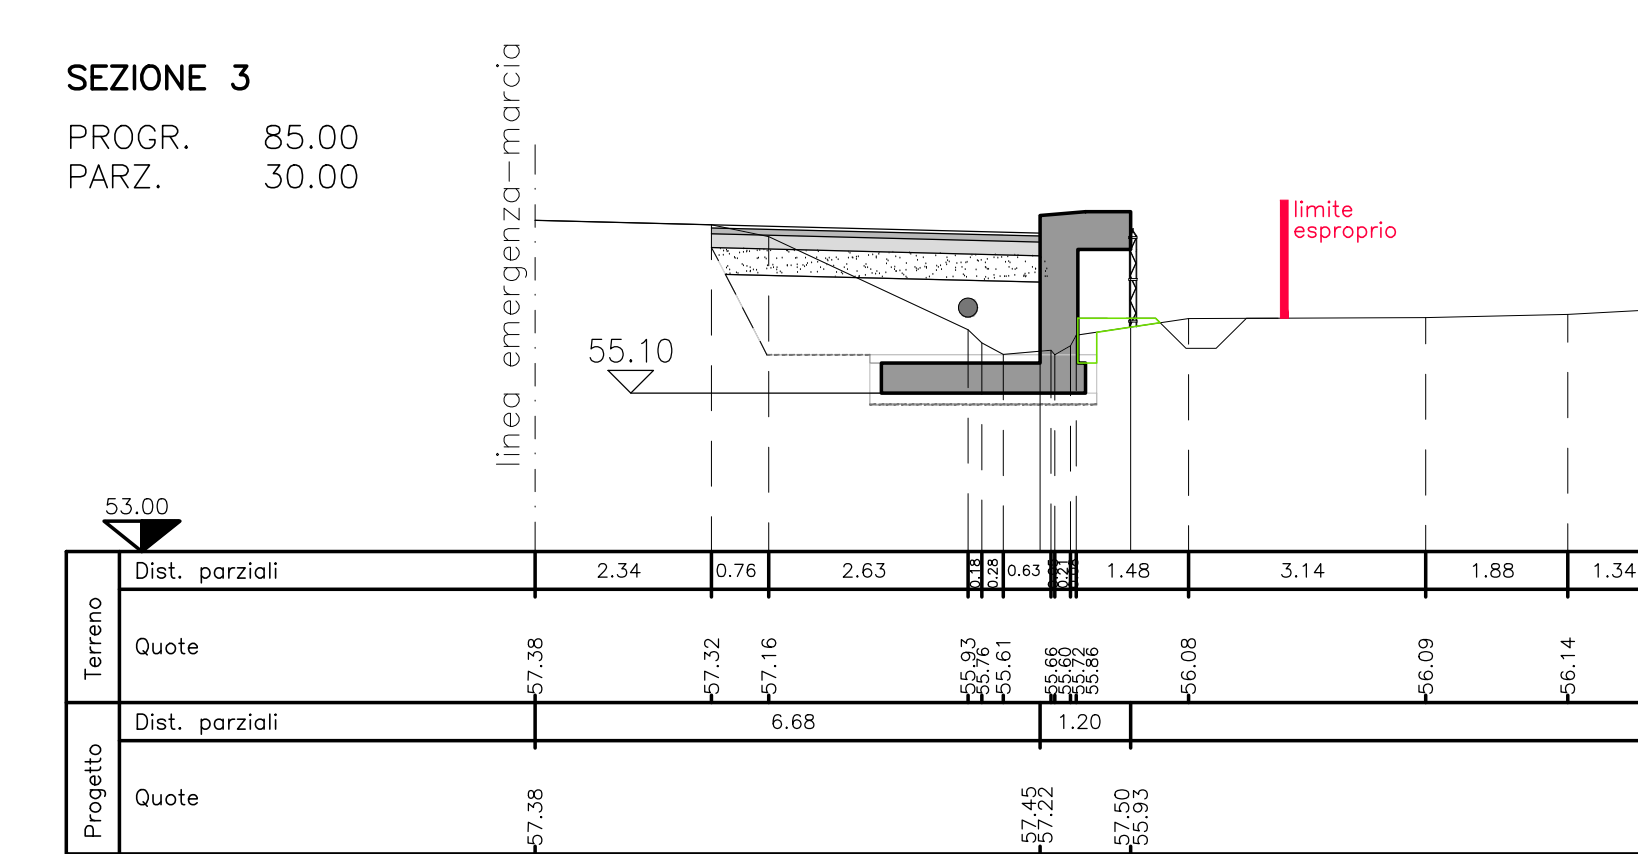 SEZIONE 3
PROGR. 85.00
PARZ. 30.00
linea emergenza-marcia
limite
esproprio
55.10
53.00
Terreno
Dist. parziali 2.34 0.76 2.63 0.18 0.28 0.63 0.21 1.48 3.14 1.88 1.34
Quote 57.38 57.32 57.16 55.93 55.76 55.61 55.66 55.60 55.72 55.86 56.08 56.09 56.14
Progetto
Dist. parziali 6.68 1.20
Quote 57.38 57.45 57.22 57.50 55.93